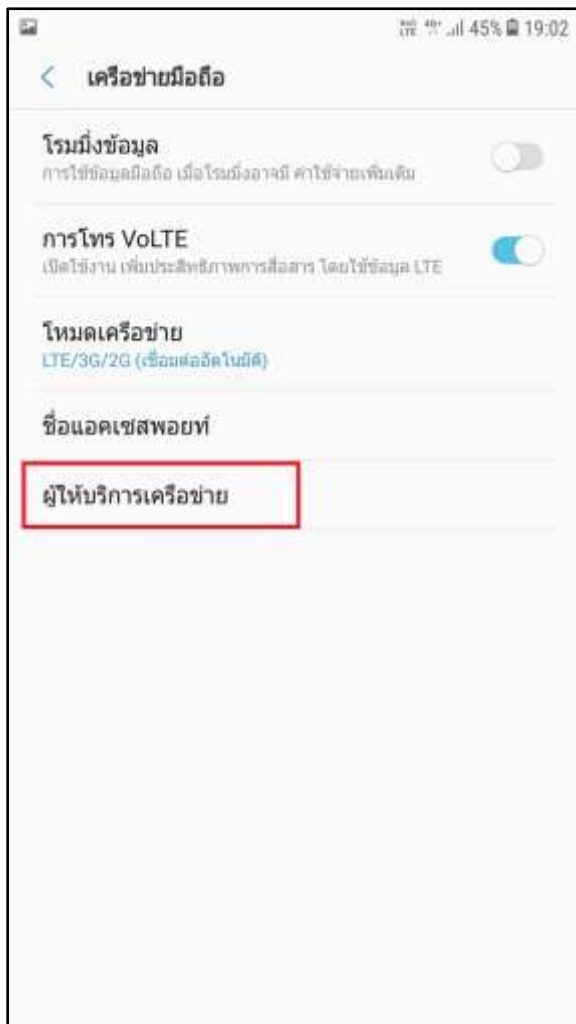 45% 19:02
เครือข่ายมือถือ
โรมมิ่งข้อมูล
การใช้ข้อมูลมือถือ เมื่อโรมมิ่งอาจมี ค่าใช้จ่ายเพิ่มเติม
การโทร VoLTE
เปิดใช้งาน เพิ่มประสิทธิภาพการสื่อสาร โดยใช้ข้อมูล LTE
โหมดเครือข่าย
LTE/3G/2G (เชื่อมต่ออัตโนมัติ)
ชื่อแอคเซสพอยท์
ผู้ให้บริการเครือข่าย